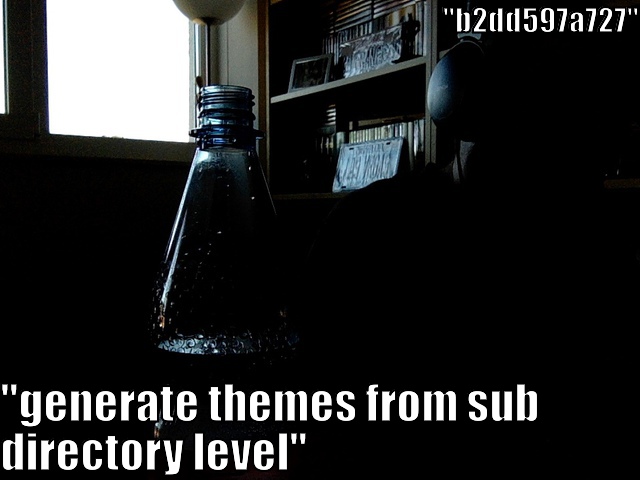 "b2dd597a727"
"generate themes from sub
directory level"